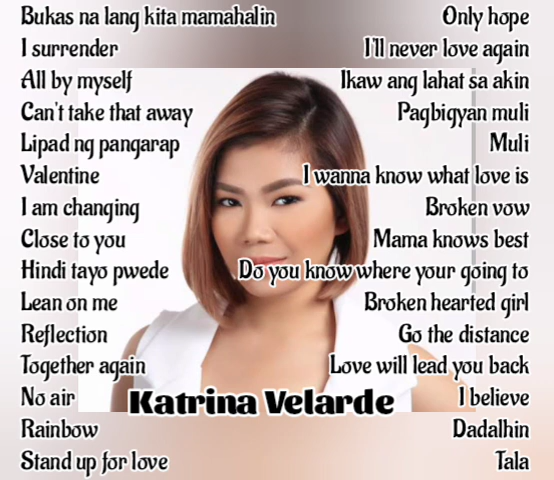 Bukas na lang kita mamahalin
I surrender
All by myself
Can't take that away
Lipad ng pangarap
Valentine
I am changing
Close to you
Hindi tayo pwede
Lean on me
Reflection
Together again
No air
Rainbow
Stand up for love
Only hope
I'll never love again
Ikaw ang lahat sa akin
Pagbigyan muli
Muli
I wanna know what love is
Broken vow
Mama knows best
Do you know where your going to
Broken hearted girl
Go the distance
Love will lead you back
I believe
Dadalhin
Tala
Katrina Velarde